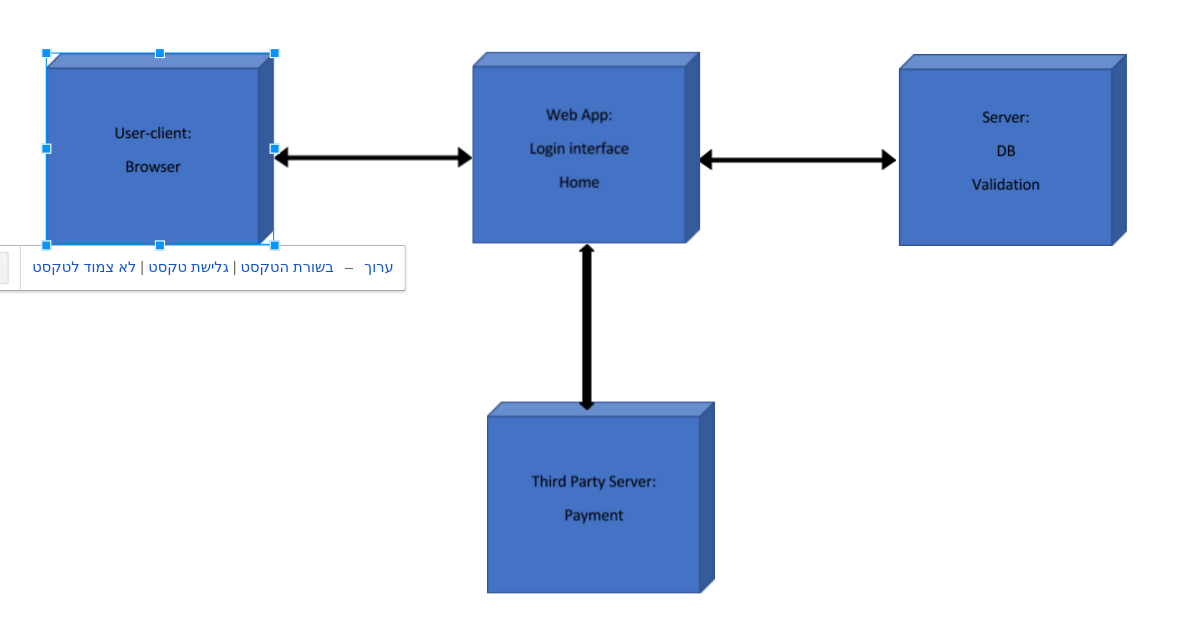 User-client:
Browser
Web App:
Login interface
Home
Server:
DB
Validation
ערוך – בשורת הטקסט | גלישת טקסט | לא צמוד לטקסט
Third Party Server:
Payment